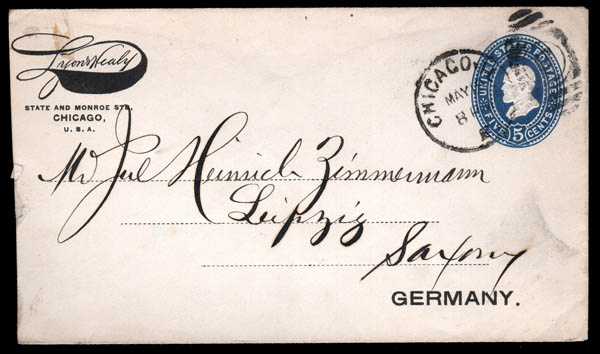 Lyon & Healy
STATE AND MONROE STS.
CHICAGO,
U. S. A.
CHICAGO
MAY
8
UNITED STATES POSTAGE
FIVE 5 CENTS
Mr Jul Heinrich Zimmermann
Leipzig
Saxony
GERMANY.